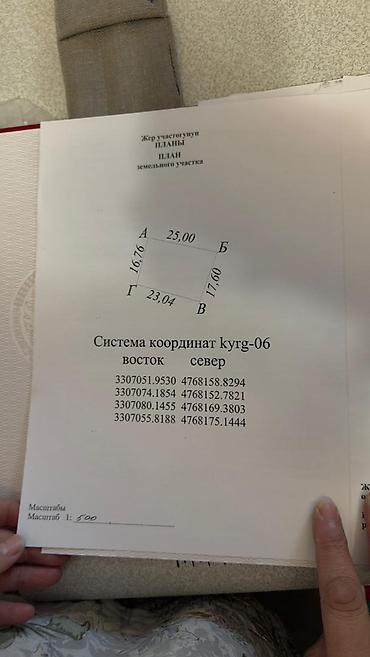 Жер участогунун
ПЛАНЫ
ПЛАН
земельного участка
А 25,00 Б
16,76 17,60
Г 23,04 В
Система координат kyrg-06
восток север
3307051.9530 4768158.8294
3307074.1854 4768152.7821
3307080.1455 4768169.3803
3307055.8188 4768175.1444
Масштабы
Масштаб 1: 500